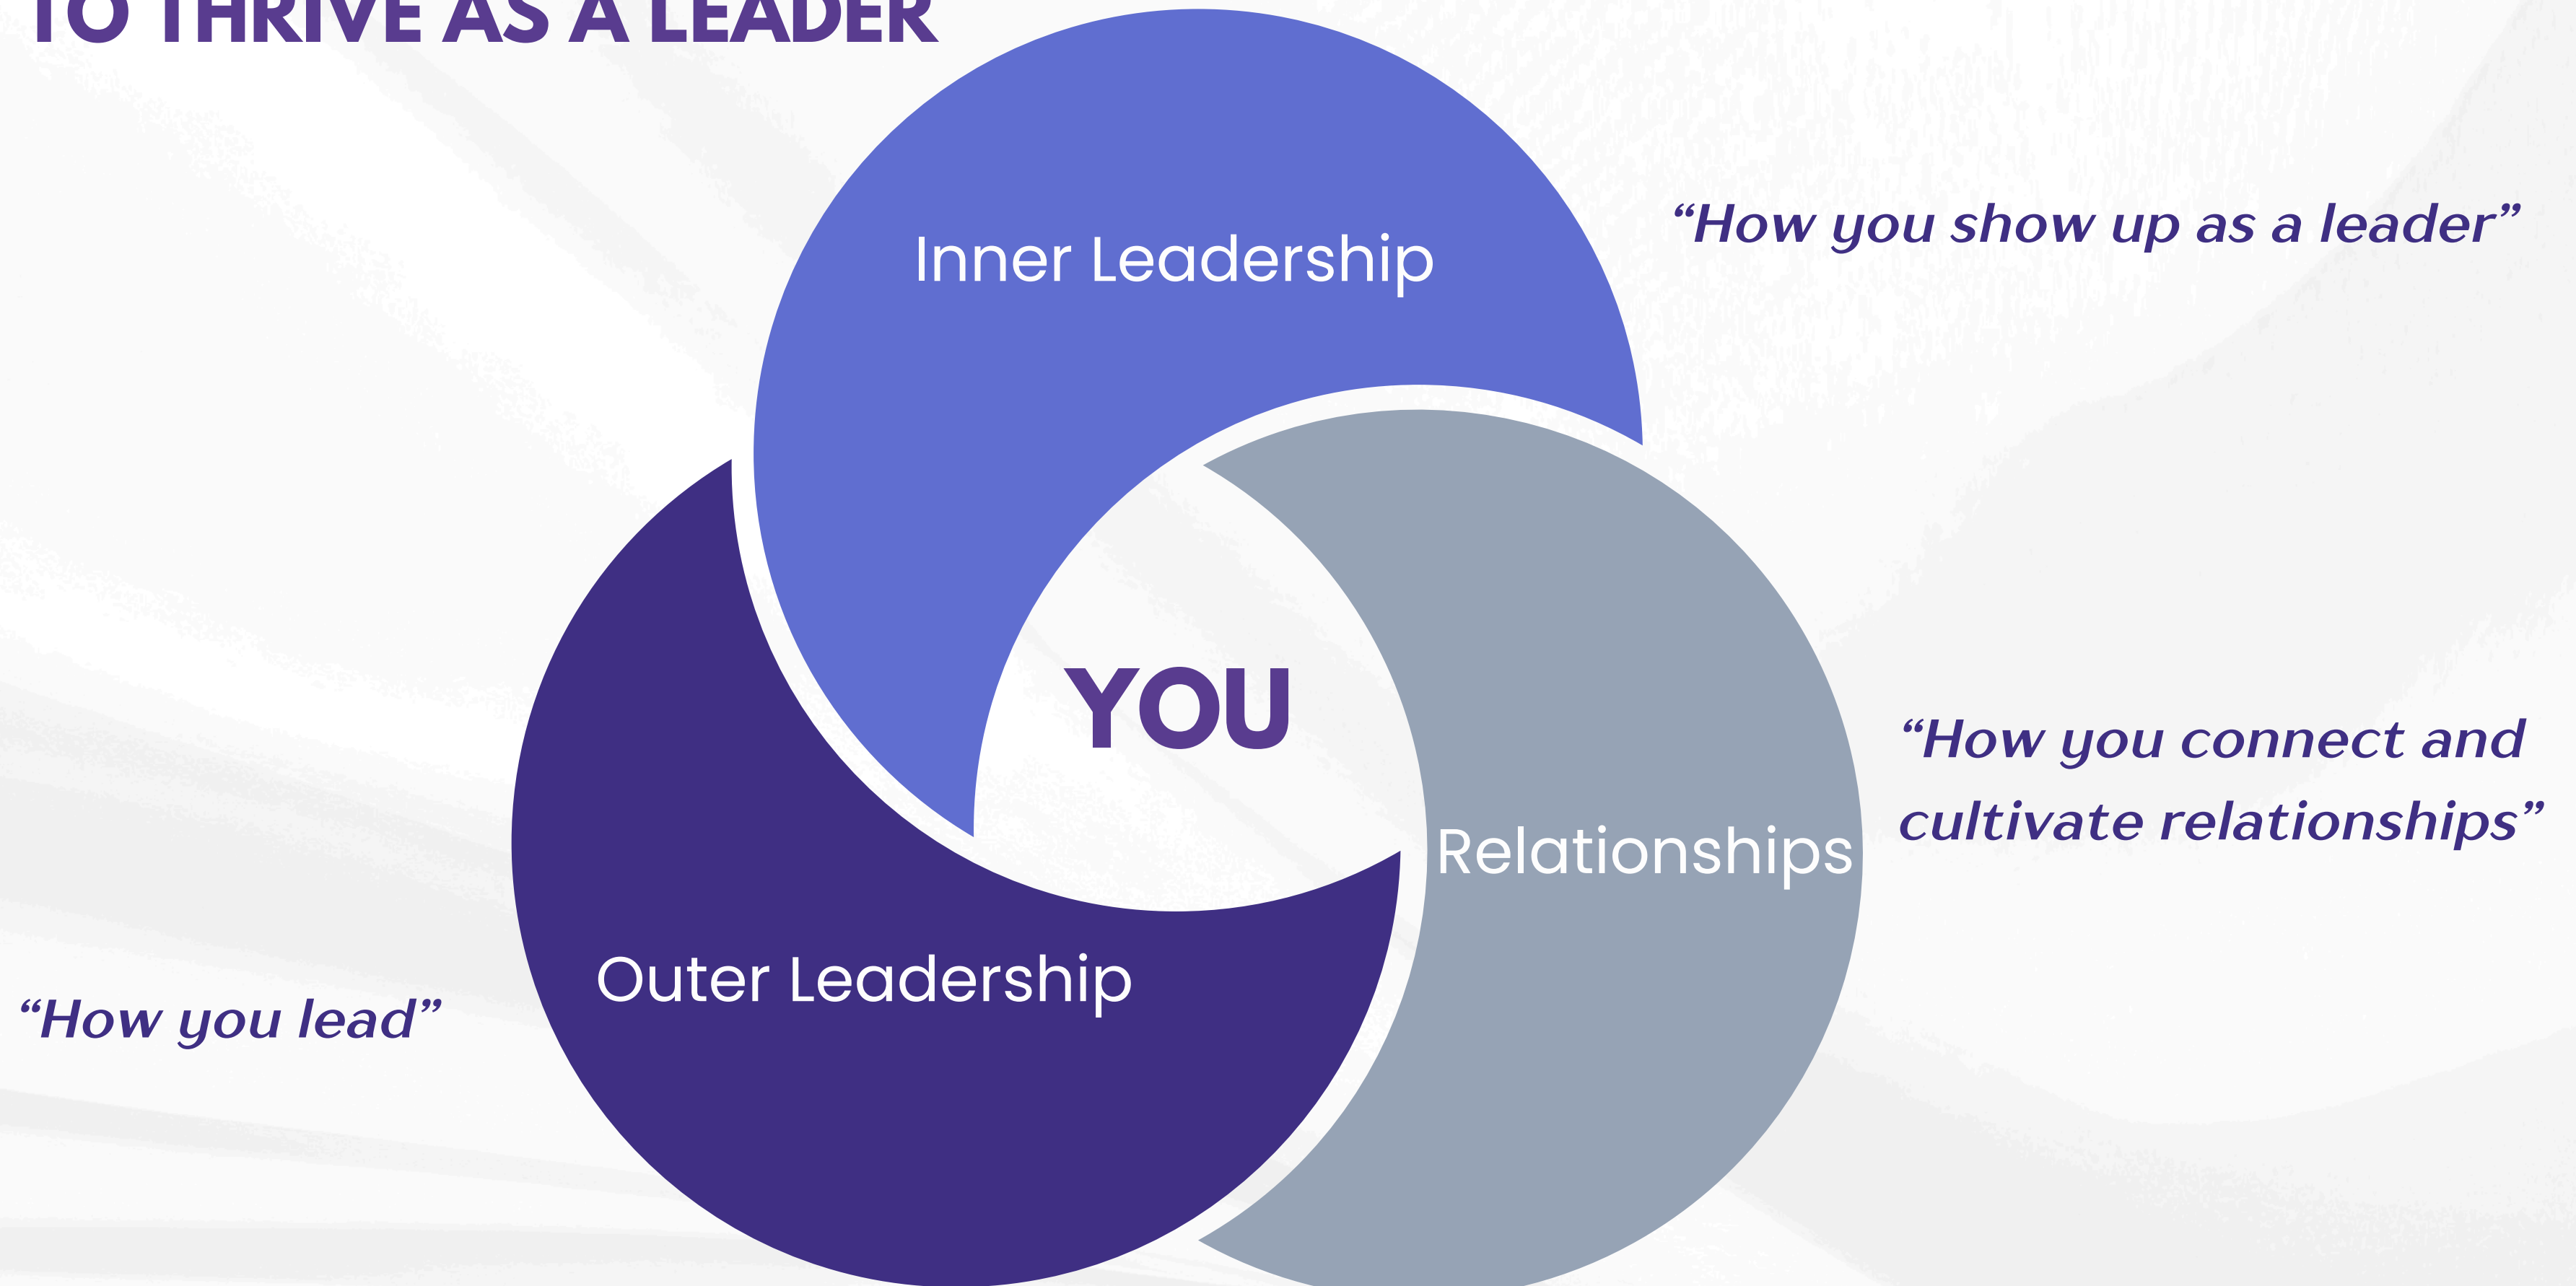 TO THRIVE AS A LEADER
Inner Leadership
“How you show up as a leader”
YOU
“How you connect and
cultivate relationships”
Relationships
Outer Leadership
“How you lead”